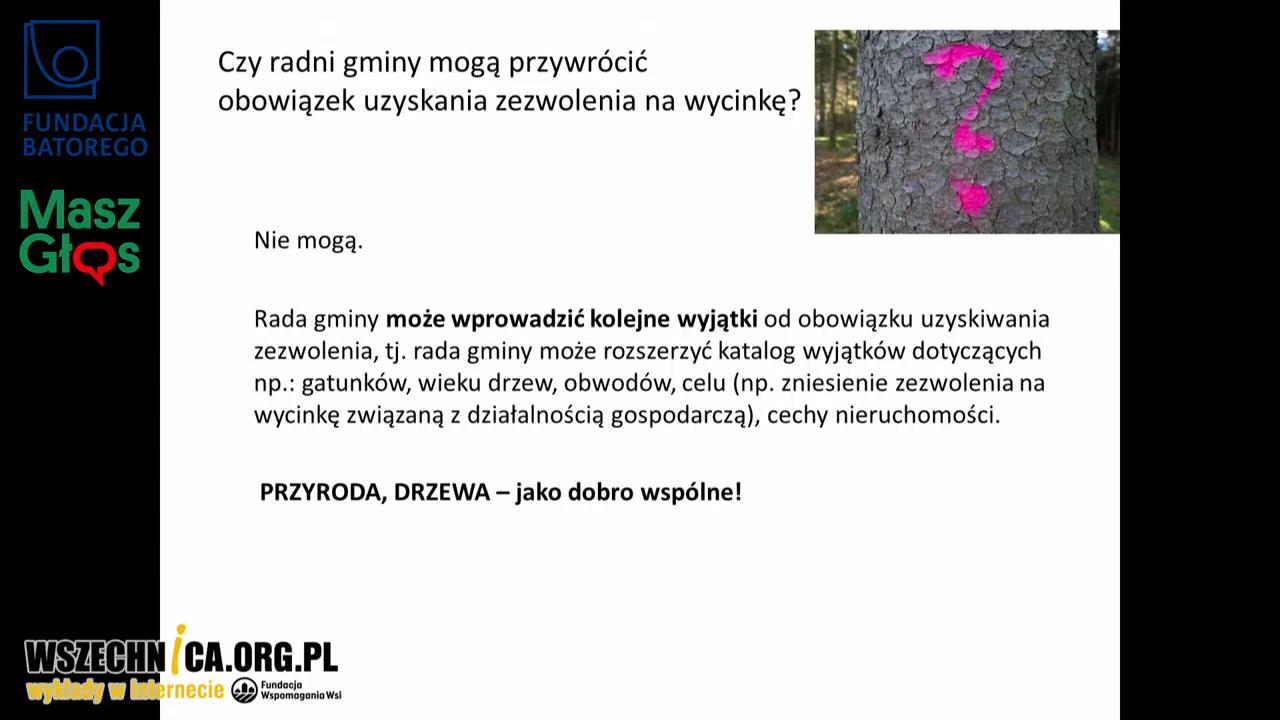 FUNDACJA
BATOREGO
Masz
Głos
Czy radni gminy mogą przywrócić
obowiązek uzyskania zezwolenia na wycinkę?
?
Nie mogą.
Rada gminy może wprowadzić kolejne wyjątki od obowiązku uzyskiwania
zezwolenia, tj. rada gminy może rozszerzyć katalog wyjątków dotyczących
np.: gatunków, wieku drzew, obwodów, celu (np. zniesienie zezwolenia na
wycinkę związaną z działalnością gospodarczą), cechy nieruchomości.
PRZYRODA, DRZEWA – jako dobro wspólne!
WSZECHNiCA.ORG.PL
wykłady w internecie
Fundacja
Wspomagania Wsi